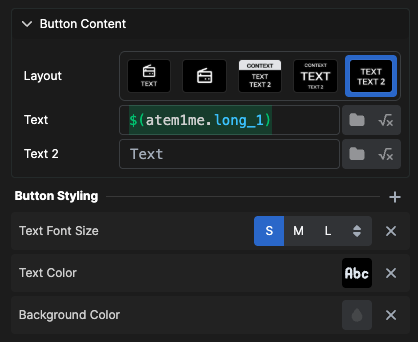 Button Content
Layout
TEXT
CONTEXT
TEXT
TEXT 2
CONTEXT
TEXT
TEXT 2
TEXT
TEXT 2
Text
$(atem1me.long_1)
√x
Text 2
Text
√x
Button Styling
Text Font Size
S M L
Text Color
Abc
Background Color